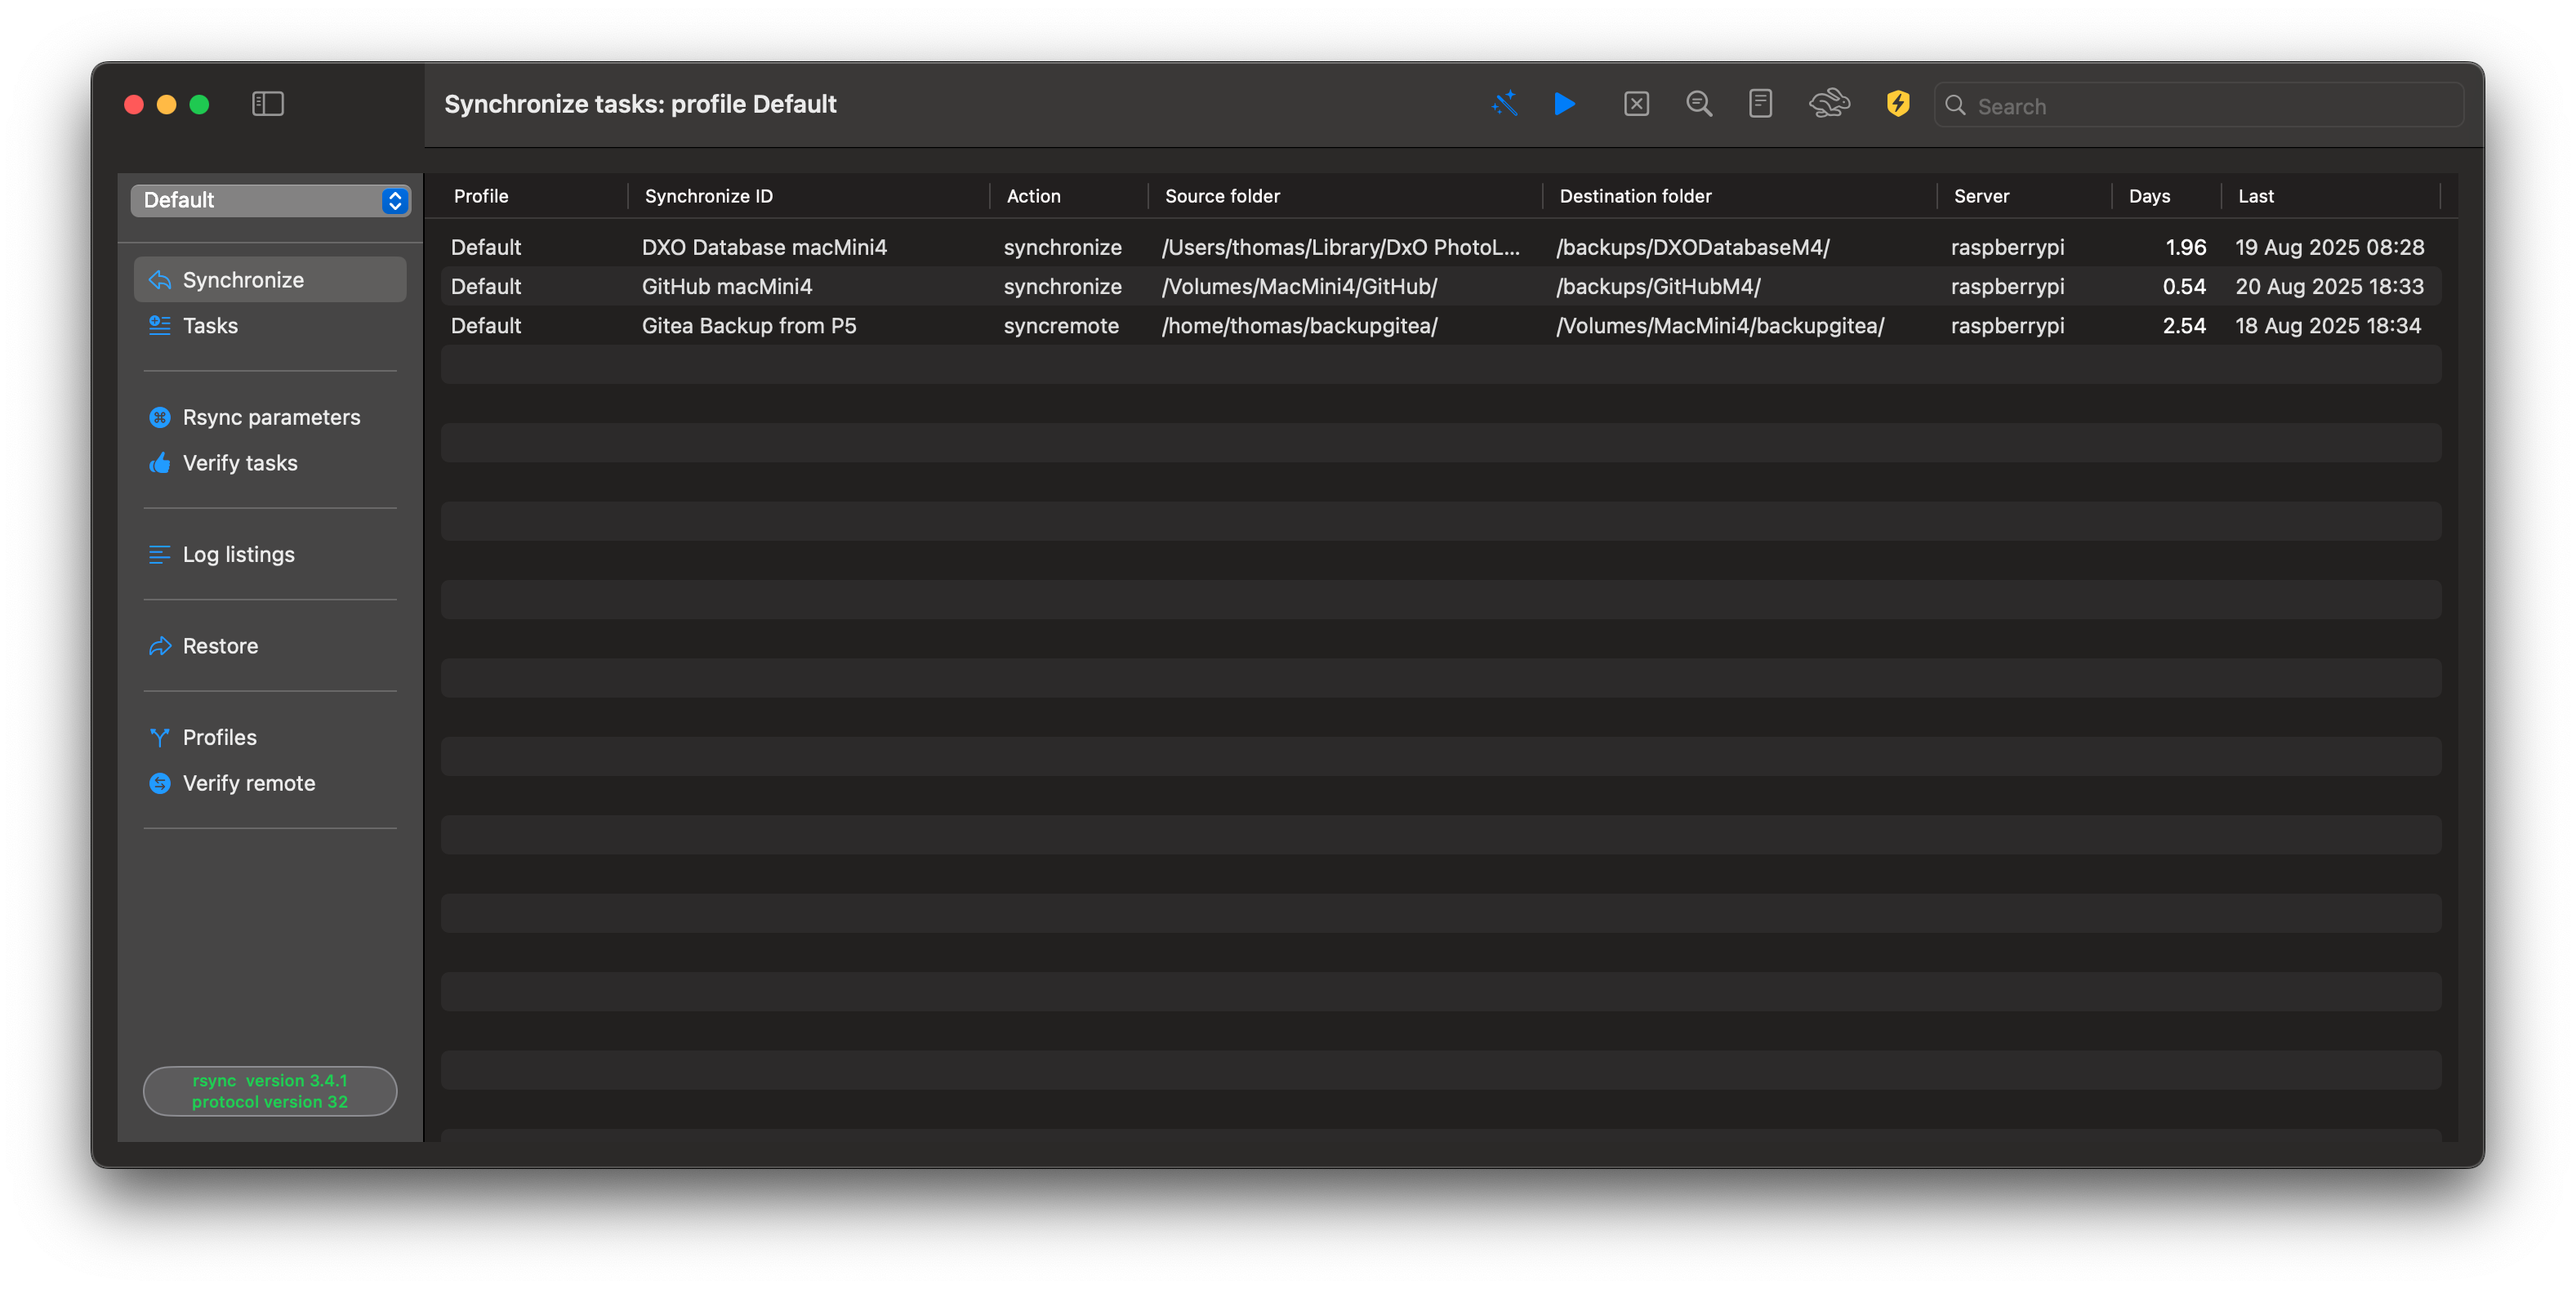 Synchronize tasks: profile Default
Search
Default
Synchronize
Tasks
Rsync parameters
Verify tasks
Log listings
Restore
Profiles
Verify remote
rsync  version 3.4.1
protocol version 32
Profile Synchronize ID Action Source folder Destination folder Server Days Last
Default DXO Database macMini4 synchronize /Users/thomas/Library/DxO PhotoL... /backups/DXODatabaseM4/ raspberrypi 1.96 19 Aug 2025 08:28
Default GitHub macMini4 synchronize /Volumes/MacMini4/GitHub/ /backups/GitHubM4/ raspberrypi 0.54 20 Aug 2025 18:33
Default Gitea Backup from P5 syncremote /home/thomas/backupgitea/ /Volumes/MacMini4/backupgitea/ raspberrypi 2.54 18 Aug 2025 18:34